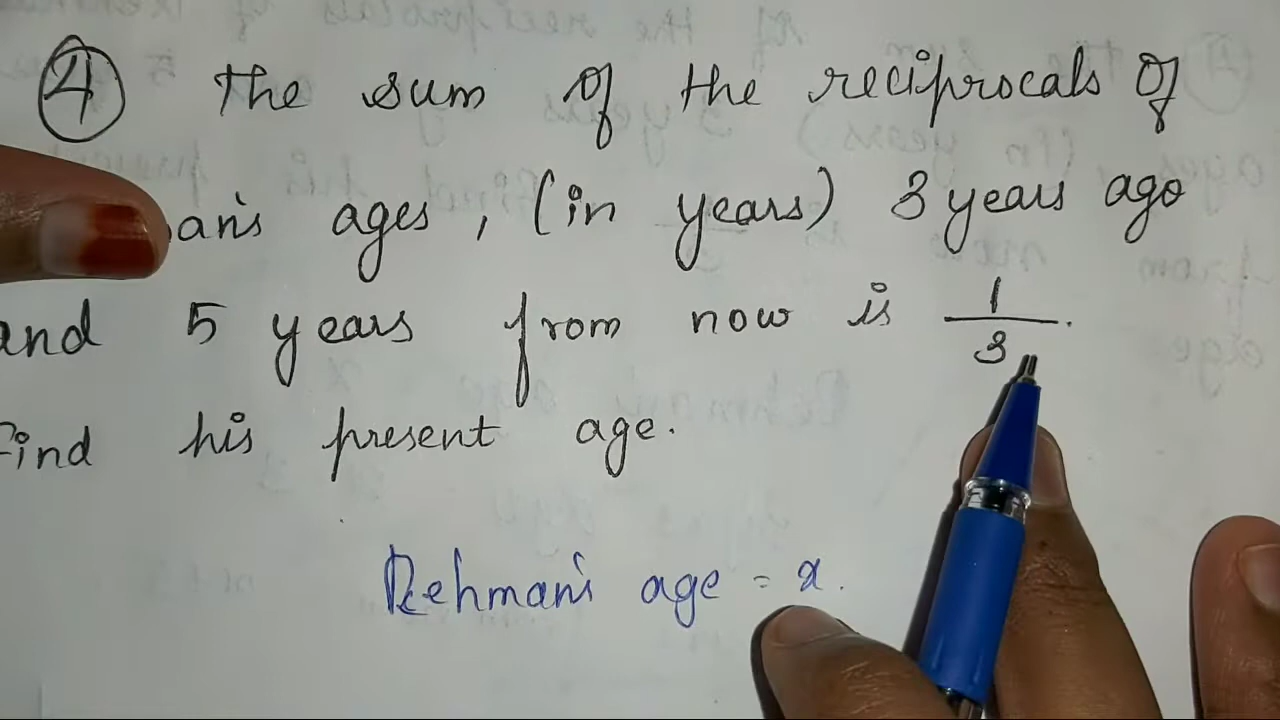 4 The sum of the reciprocals of
an's ages, (in years) 3 years ago
and 5 years from now is 1/3.
Find his present age.
Rehman's age = x.